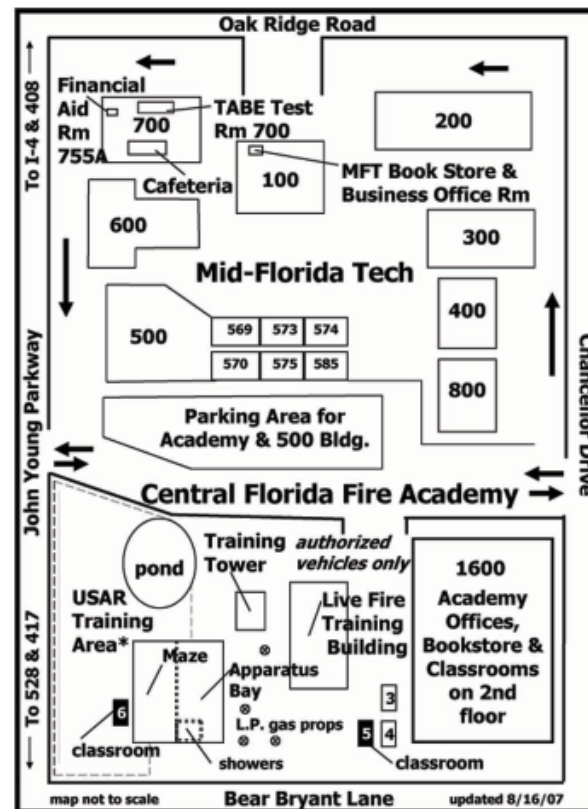 Oak Ridge Road
To I-4 & 408
Financial
Aid
Rm
755A
700
TABE Test
Rm 700
Cafeteria
100
MFT Book Store &
Business Office Rm
200
600
300
Mid-Florida Tech
400
500
569
573
574
570
575
585
800
John Young Parkway
Chancellor Drive
Parking Area for
Academy & 500 Bldg.
Central Florida Fire Academy
pond
Training
Tower
authorized
vehicles only
1600
Academy
Offices,
Bookstore &
Classrooms
on 2nd
floor
USAR
Training
Area*
Maze
Apparatus
Bay
Live Fire
Training
Building
To 528 & 417
6
classroom
L.P. gas props
showers
3
5
4
classroom
map not to scale
Bear Bryant Lane
updated 8/16/07